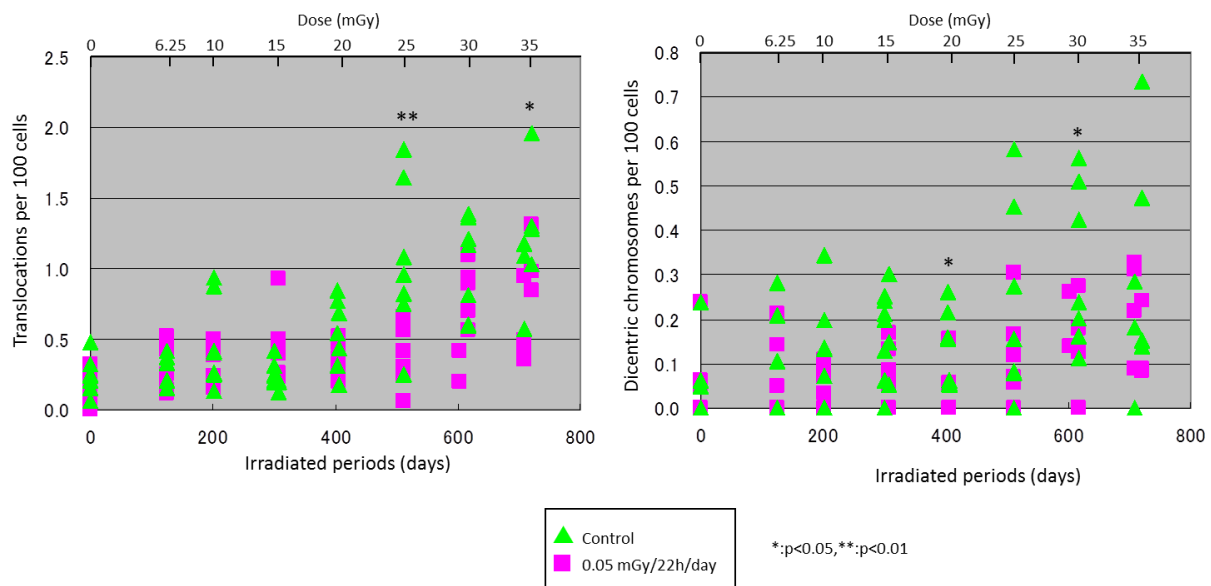 Dose (mGy)
0 6.25 10 15 20 25 30 35
2.5
2.0
1.5
1.0
0.5
0.0
Translocations per 100 cells
**
*
0 200 400 600 800
Irradiated periods (days)
Dose (mGy)
0 6.25 10 15 20 25 30 35
0.8
0.7
0.6
0.5
0.4
0.3
0.2
0.1
0.0
Dicentric chromosomes per 100 cells
*
*
0 200 400 600 800
Irradiated periods (days)
Control
0.05 mGy/22h/day
*:p<0.05,**:p<0.01